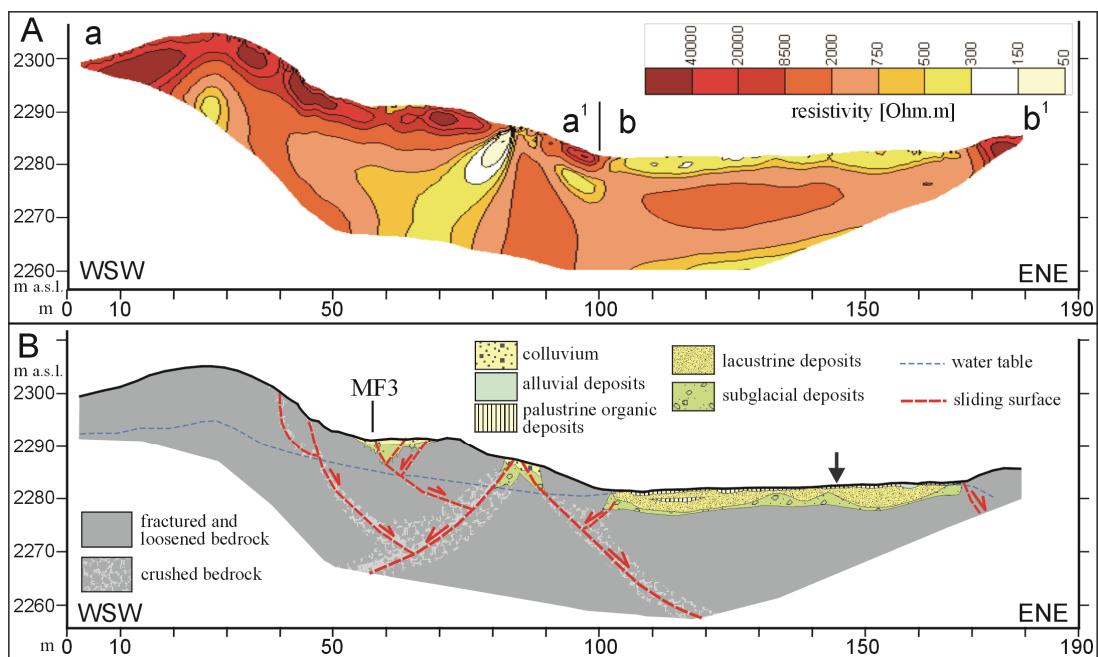 A
a
40000
20000
8500
2000
750
5000
300
150
50
resistivity [Ohm.m]
2300
2290
2280
2270
2260
a1
b
b1
WSW
ENE
m a.s.l.
m
0
10
50
100
150
190
B
m a.s.l.
2300
2290
2280
2270
2260
MF3
colluvium
alluvial deposits
palustrine organic
deposits
lacustrine deposits
subglacial deposits
water table
sliding surface
fractured and
loosened bedrock
crushed bedrock
WSW
ENE
m
0
10
50
100
150
190